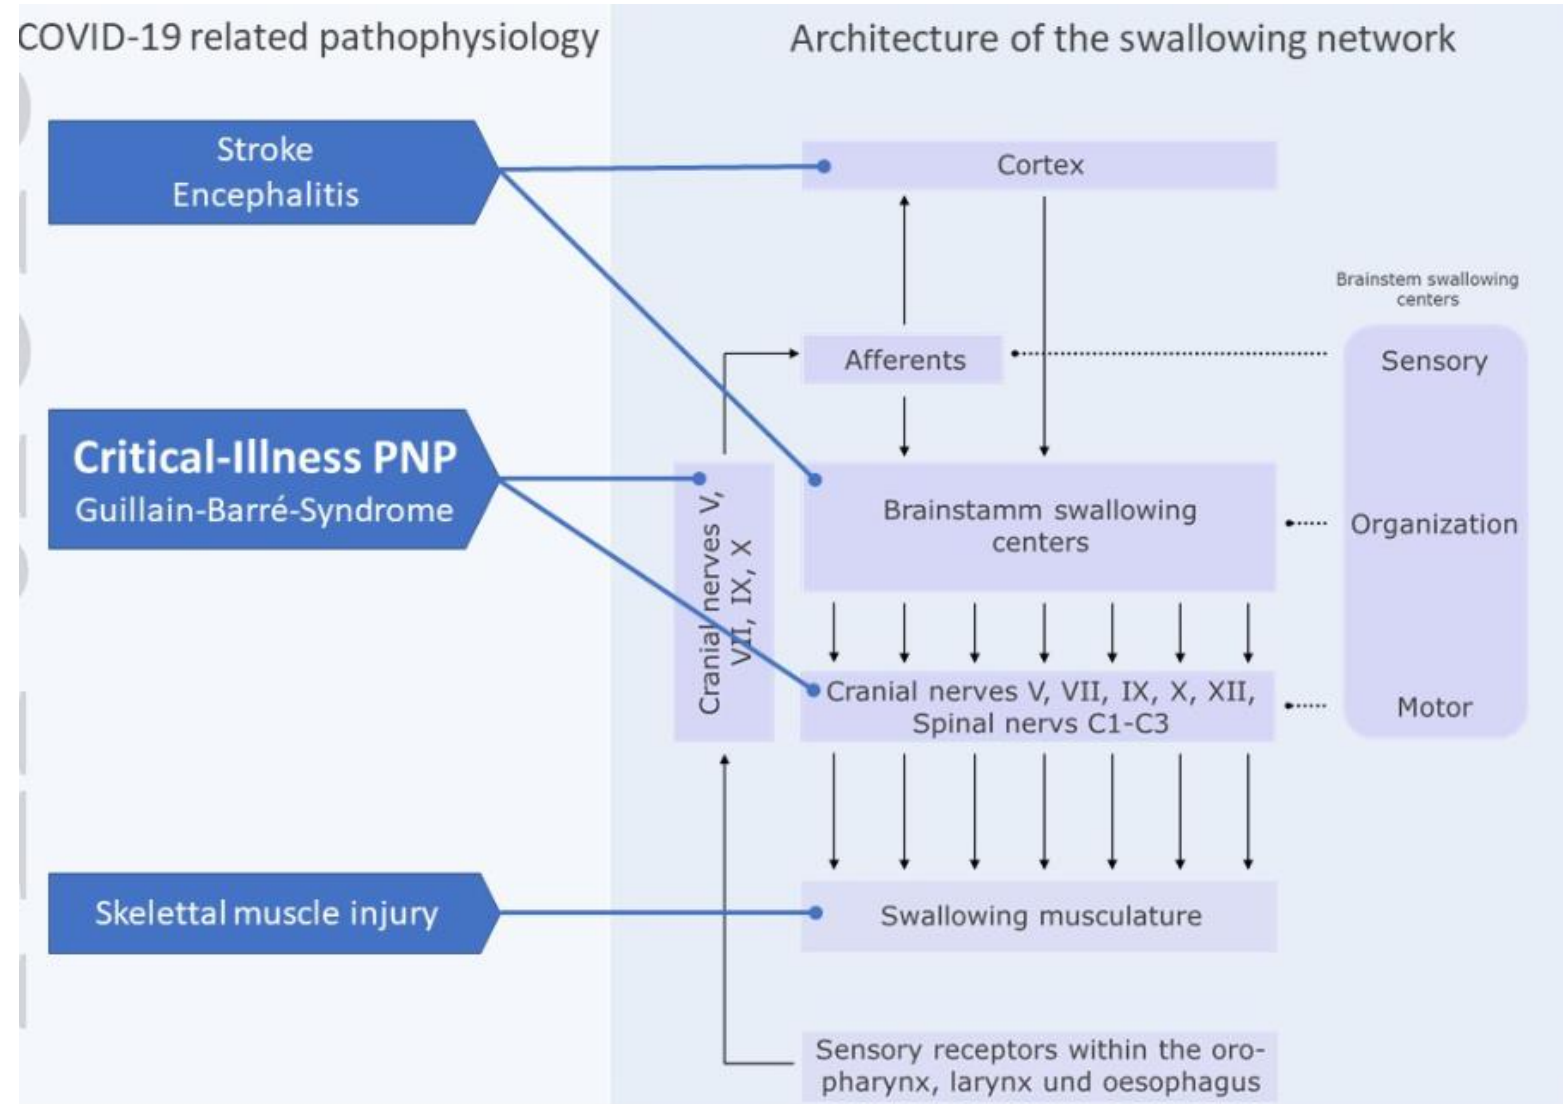 COVID-19 related pathophysiology
Architecture of the swallowing network
Stroke
Encephalitis
Cortex
Brainstem swallowing
centers
Afferents
Sensory
Critical-Illness PNP
Guillain-Barré-Syndrome
Cranial nerves V,
VII, IX, X
Brainstamm swallowing
centers
Organization
Cranial nerves V, VII, IX, X, XII,
Spinal nervs C1-C3
Motor
Skelettal muscle injury
Swallowing musculature
Sensory receptors within the oro-
pharynx, larynx und oesophagus